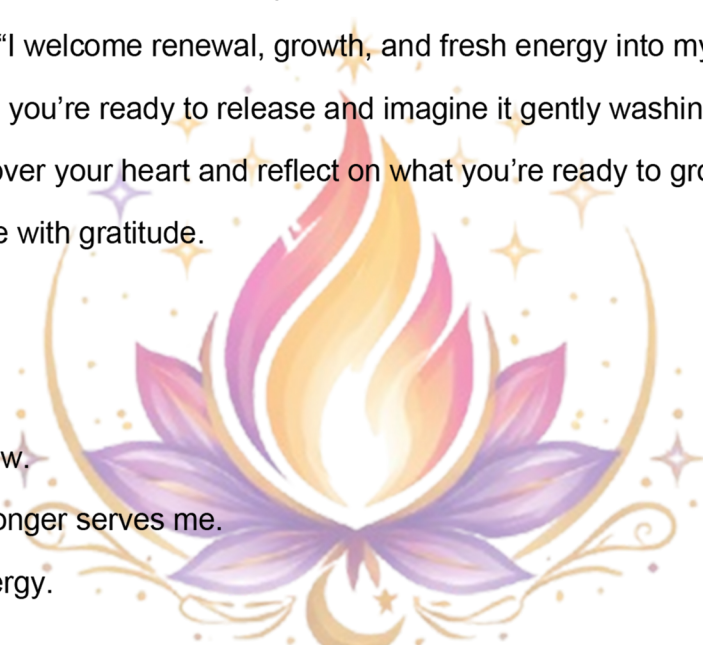 “I welcome renewal, growth, and fresh energy into my
you’re ready to release and imagine it gently washin
over your heart and reflect on what you’re ready to gro
e with gratitude.
w.
onger serves me.
ergy.